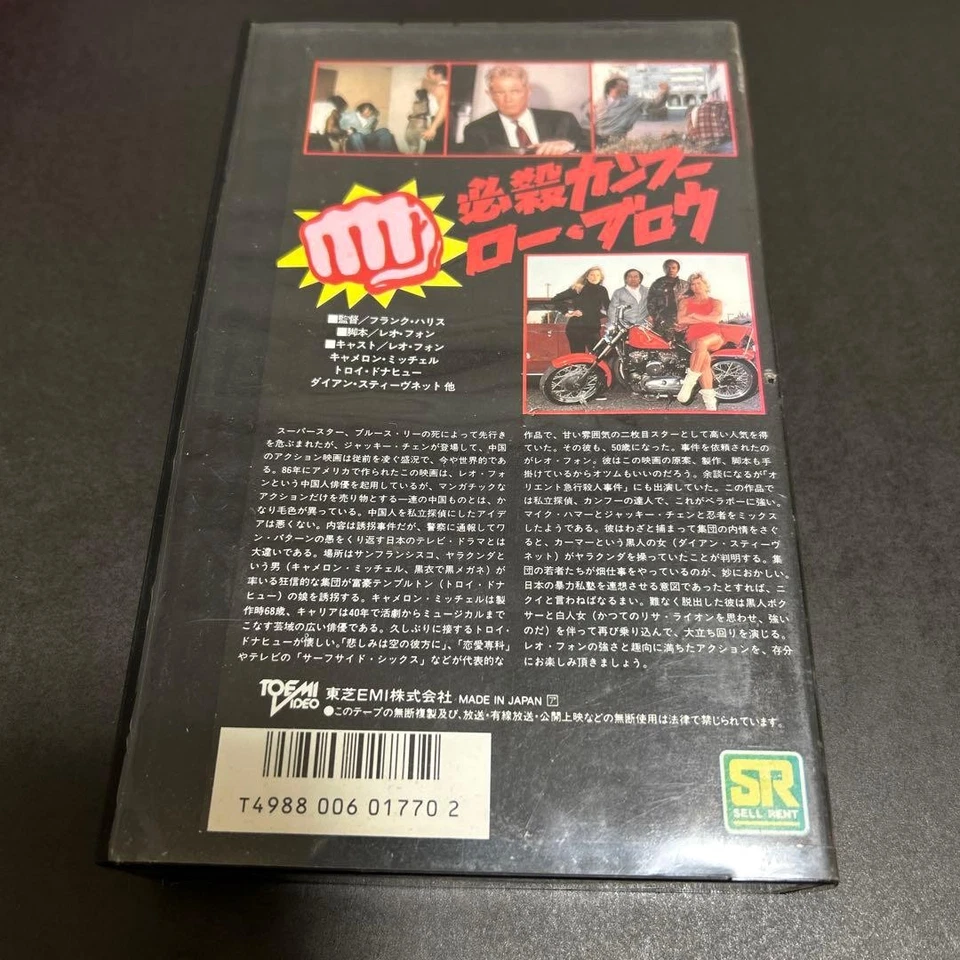 必殺カンフー
ロー・ブロウ
■監督/フランク・ハリス
■脚本/レオ・フォン
■キャスト/レオ・フォン
キャメロン・ミッチェル
トロイ・ドナヒュー
ダイアン・スティーヴネット 他
スーパースター、ブルース・リーの死によって先行き
を危ぶまれたが、ジャッキー・チェンが登場して、中国
のアクション映画は従前を凌ぐ盛況で、今や世界的であ
る。86年にアメリカで作られたこの映画は、レオ・フォ
ンという中国人俳優を起用しているが、マンガチックな
アクションだけを売り物とする一連の中国ものとは、か
なり毛色が異っている。中国人を私立探偵にしたアイデ
アは悪くない。内容は誘拐事件だが、警察に通報してワ
ン・パターンの愚をくり返す日本のテレビ・ドラマとは
大違いである。場所はサンフランシスコ、ヤラクンダと
いう男(キャメロン・ミッチェル、黒衣で黒メガネ)が
率いる狂信的な集団が富豪テンプルトン(トロイ・ドナ
ヒュー)の娘を誘拐する。キャメロン・ミッチェルは製
作時68歳、キャリアは40年で活劇からミュージカルまで
こなす芸域の広い俳優である。久しぶりに接するトロイ・
ドナヒューが懐しい。「悲しみは空の彼方に」、「恋愛専科」
やテレビの「サーフサイド・シックス」などが代表的な
作品で、甘い雰囲気の二枚目スターとして高い人気を得
ていた。その彼も、50歳になった。事件を依頼されたの
がレオ・フォン。彼はこの映画の原案、製作、脚本も手
掛けているからオツムもいいのだろう。余談になるが「オ
リエント急行殺人事件」にも出演していた。この作品で
は私立探偵、カンフーの達人で、これがベラボーに強い。
マイク・ハマーとジャッキー・チェンと忍者をミックス
したようである。彼はわざと捕まって集団の内情をさぐ
ると、カーマーという黒人の女(ダイアン・スティーヴ
ネット)がヤラクンダを操っていたことが判明する。集
団の若者たちが畑仕事をやっているのが、妙におかしい。
日本の暴力私塾を連想させる意図であったとすれば、ニ
クイと言わねばなるまい。難なく脱出した彼は黒人ボク
サーと白人女(かつてのリサ・ライオンを思わせ、強い
のだ)を伴って再び乗り込んで、大立ち回りを演じる。
レオ・フォンの強さと趣向に満ちたアクションを、存分
にお楽しみ頂きましょう。
TOEMI VIDEO 東芝EMI株式会社 MADE IN JAPAN ア
●このテープの無断複製及び、放送・有線放送・公開上映などの無断使用は法律で禁じられています。
T4988 006 01770 2
SR
SELL RENT